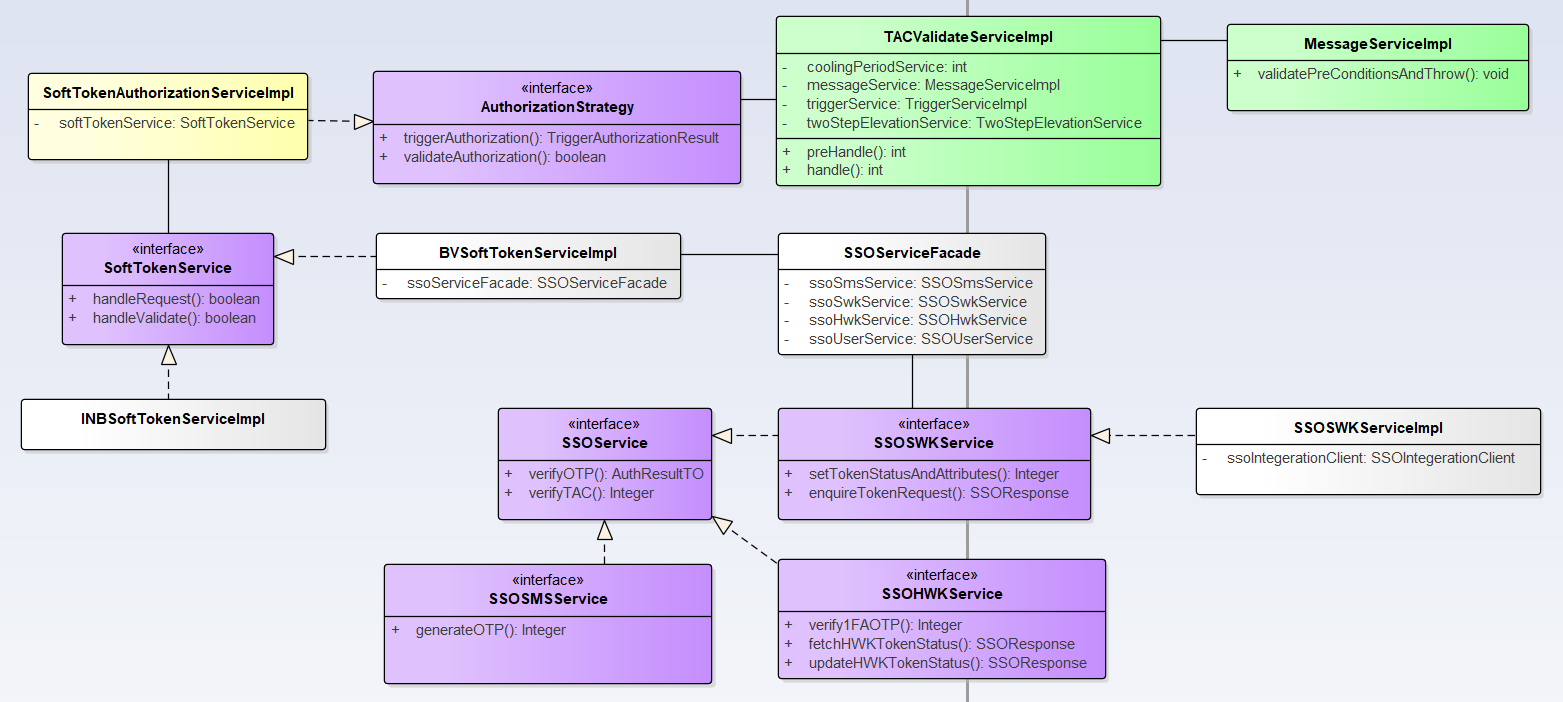 TACValidateServiceImpl
- coolingPeriodService: int
- messageService: MessageServiceImpl
- triggerService: TriggerServiceImpl
- twoStepElevationService: TwoStepElevationService
+ preHandle(): int
+ handle(): int
MessageServiceImpl
+ validatePreConditionsAndThrow(): void
SoftTokenAuthorizationServiceImpl
- softTokenService: SoftTokenService
«interface»
AuthorizationStrategy
+ triggerAuthorization(): TriggerAuthorizationResult
+ validateAuthorization(): boolean
«interface»
SoftTokenService
+ handleRequest(): boolean
+ handleValidate(): boolean
BVSoftTokenServiceImpl
- ssoServiceFacade: SSOServiceFacade
SSOServiceFacade
- ssoSmsService: SSOSmsService
- ssoSwkService: SSOSwkService
- ssoHwkService: SSOHwkService
- ssoUserService: SSOUserService
INBSoftTokenServiceImpl
«interface»
SSOService
+ verifyOTP(): AuthResultTO
+ verifyTAC(): Integer
«interface»
SSOSWKService
+ setTokenStatusAndAttributes(): Integer
+ enquireTokenRequest(): SSOResponse
SSOSWKServiceImpl
- ssoIntegerationClient: SSOIntegerationClient
«interface»
SSOSMSService
+ generateOTP(): Integer
«interface»
SSOHWKService
+ verify1FAOTP(): Integer
+ fetchHWKTokenStatus(): SSOResponse
+ updateHWKTokenStatus(): SSOResponse